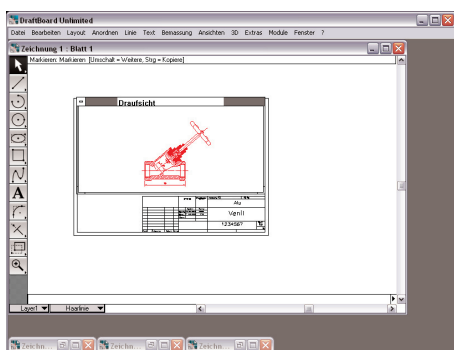 DraftBoard Unlimited
Datei Bearbeiten Layout Anordnen Linie Text Bemassung Ansichten 3D Extras Module Fenster ?
Zeichnung 1 : Blatt 1
Markieren: Markieren [Umschalt = Weitere, Strg = Kopiere]
Draufsicht
A
Aly
Ventil
1234567
Layer1 Haarlinie
Zeichn... Zeichn... Zeichn...